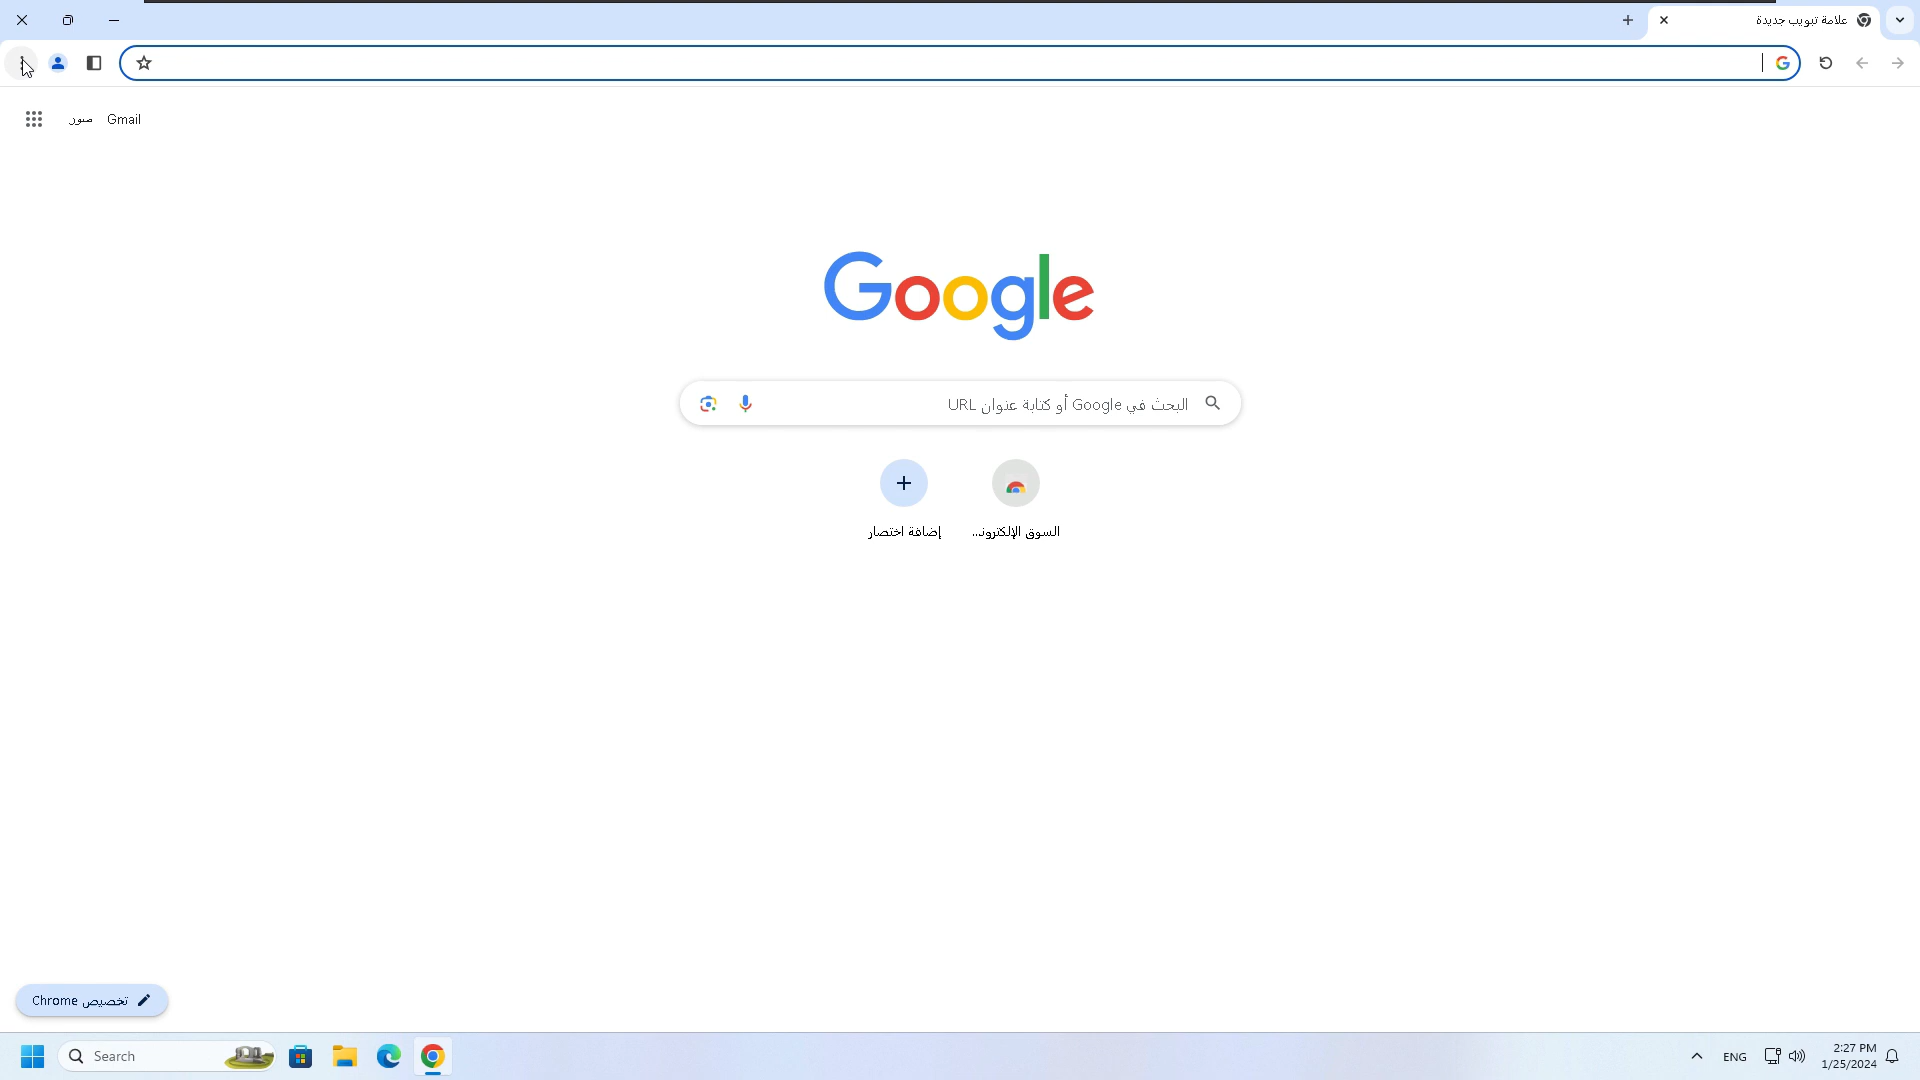 علامة تبويب جديدة
صور
Gmail
Google
البحث في Google أو كتابة عنوان URL
إضافة اختصار
السوق الإلكترونـ...
تخصيص Chrome
Search
ENG
2:27 PM
1/25/2024